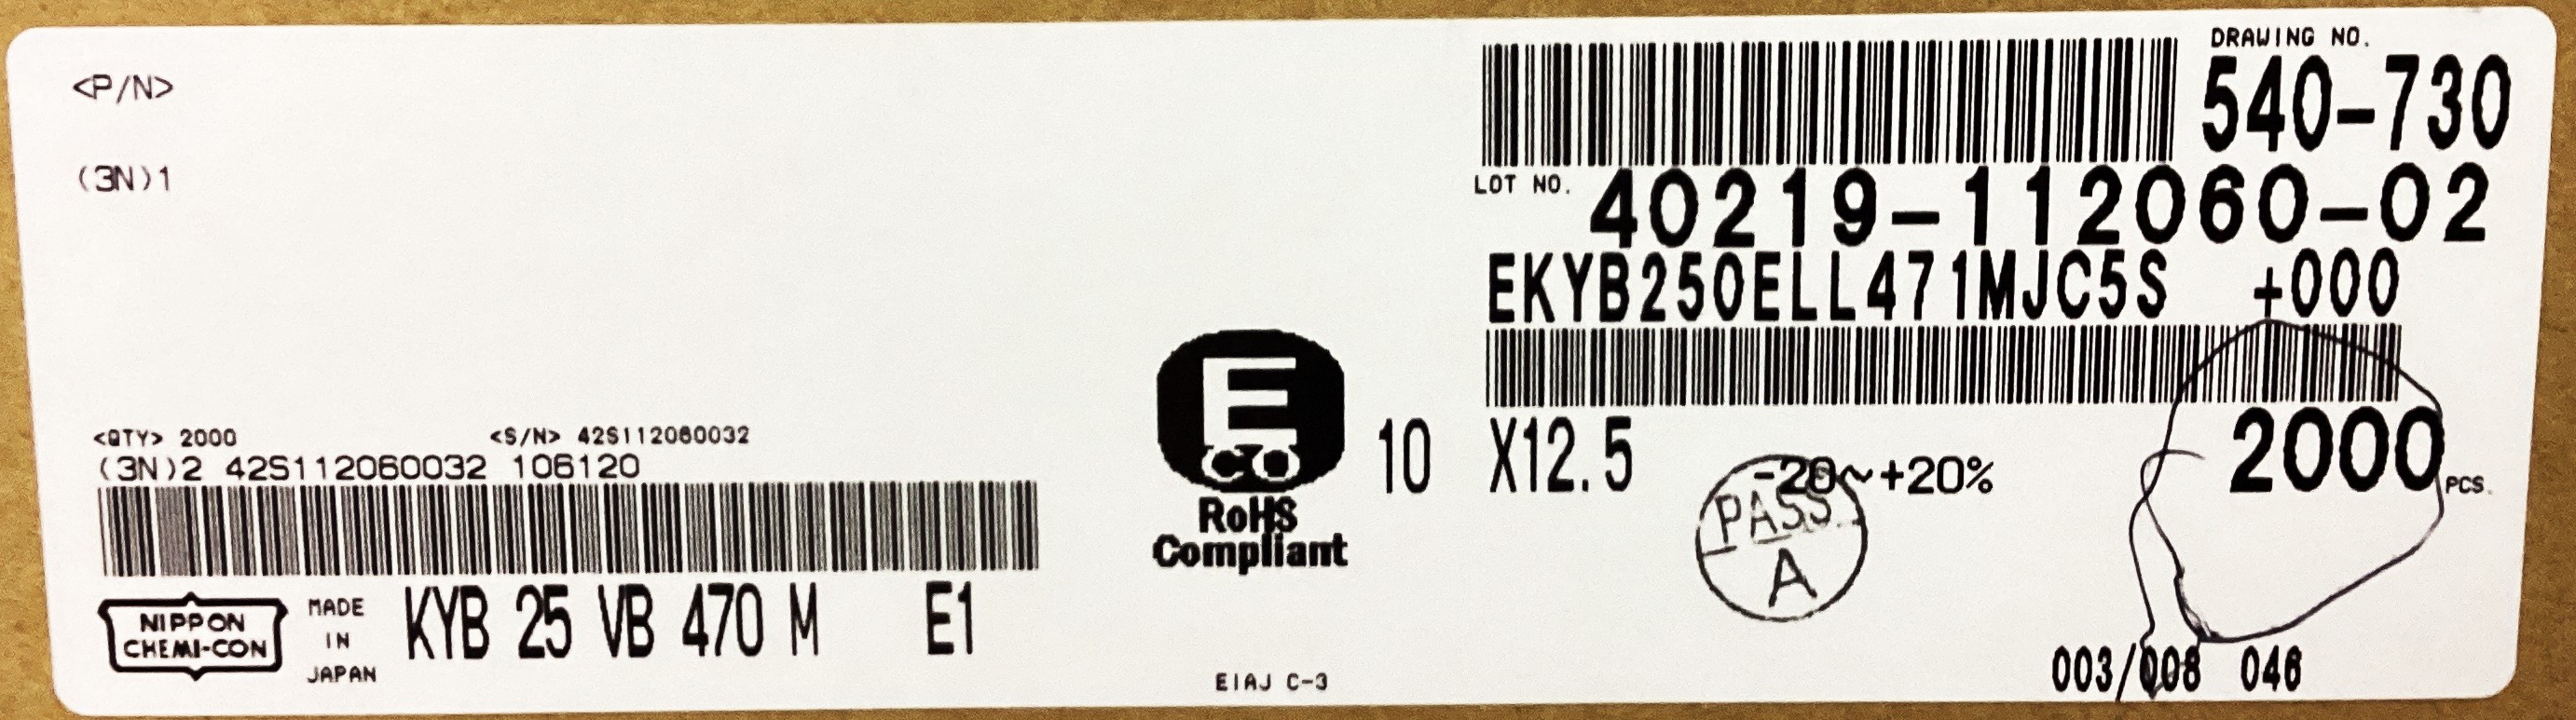 <P/N>
(3N)1
DRAWING NO.
540-730
LOT NO. 40219-112060-02
EKYB250ELL471MJC5S +000
<QTY> 2000 <S/N> 42S112060032
(3N)2 42S112060032 106120
E
CO
RoHS
Compliant
10 X12.5
-20~+20%
2000 PCS.
PASS
A
NIPPON
CHEMI-CON
MADE
IN
JAPAN
KYB 25 VB 470 M E1
EIAJ C-3
003/008 046